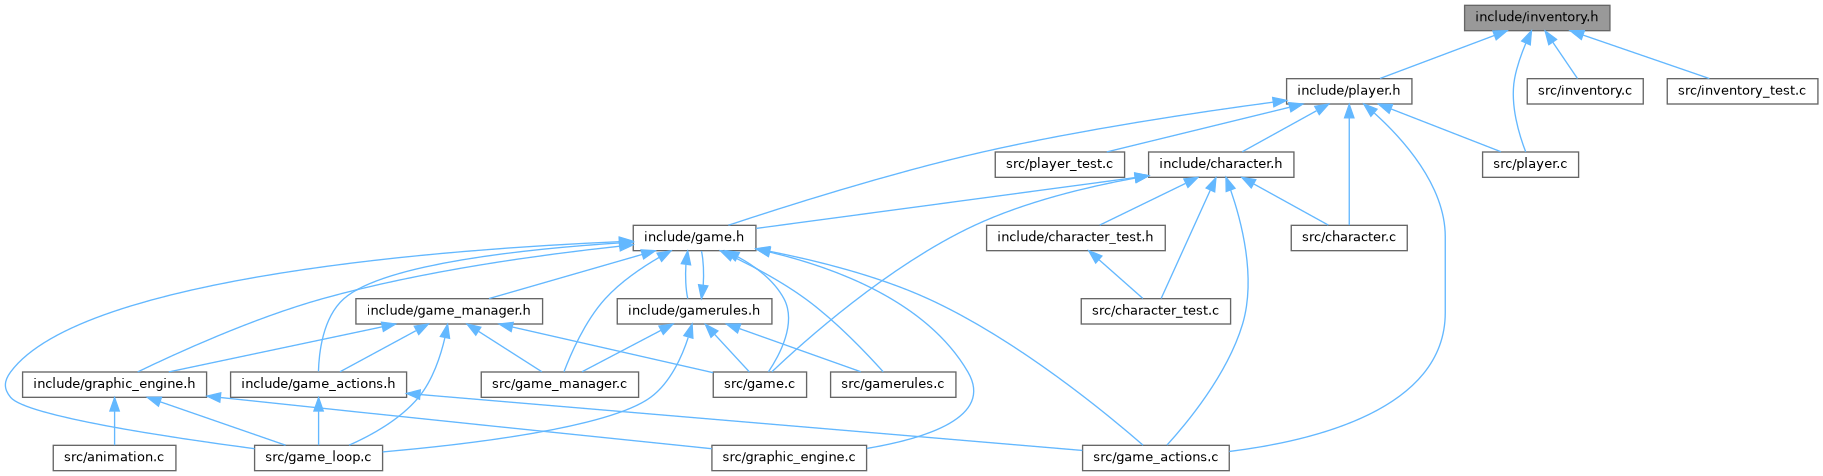 include/inventory.h
include/player.h
src/inventory.c
src/inventory_test.c
src/player_test.c
include/character.h
src/player.c
include/game.h
include/character_test.h
src/character.c
include/game_manager.h
include/gamerules.h
src/character_test.c
include/graphic_engine.h
include/game_actions.h
src/game_manager.c
src/game.c
src/gamerules.c
src/animation.c
src/game_loop.c
src/graphic_engine.c
src/game_actions.c